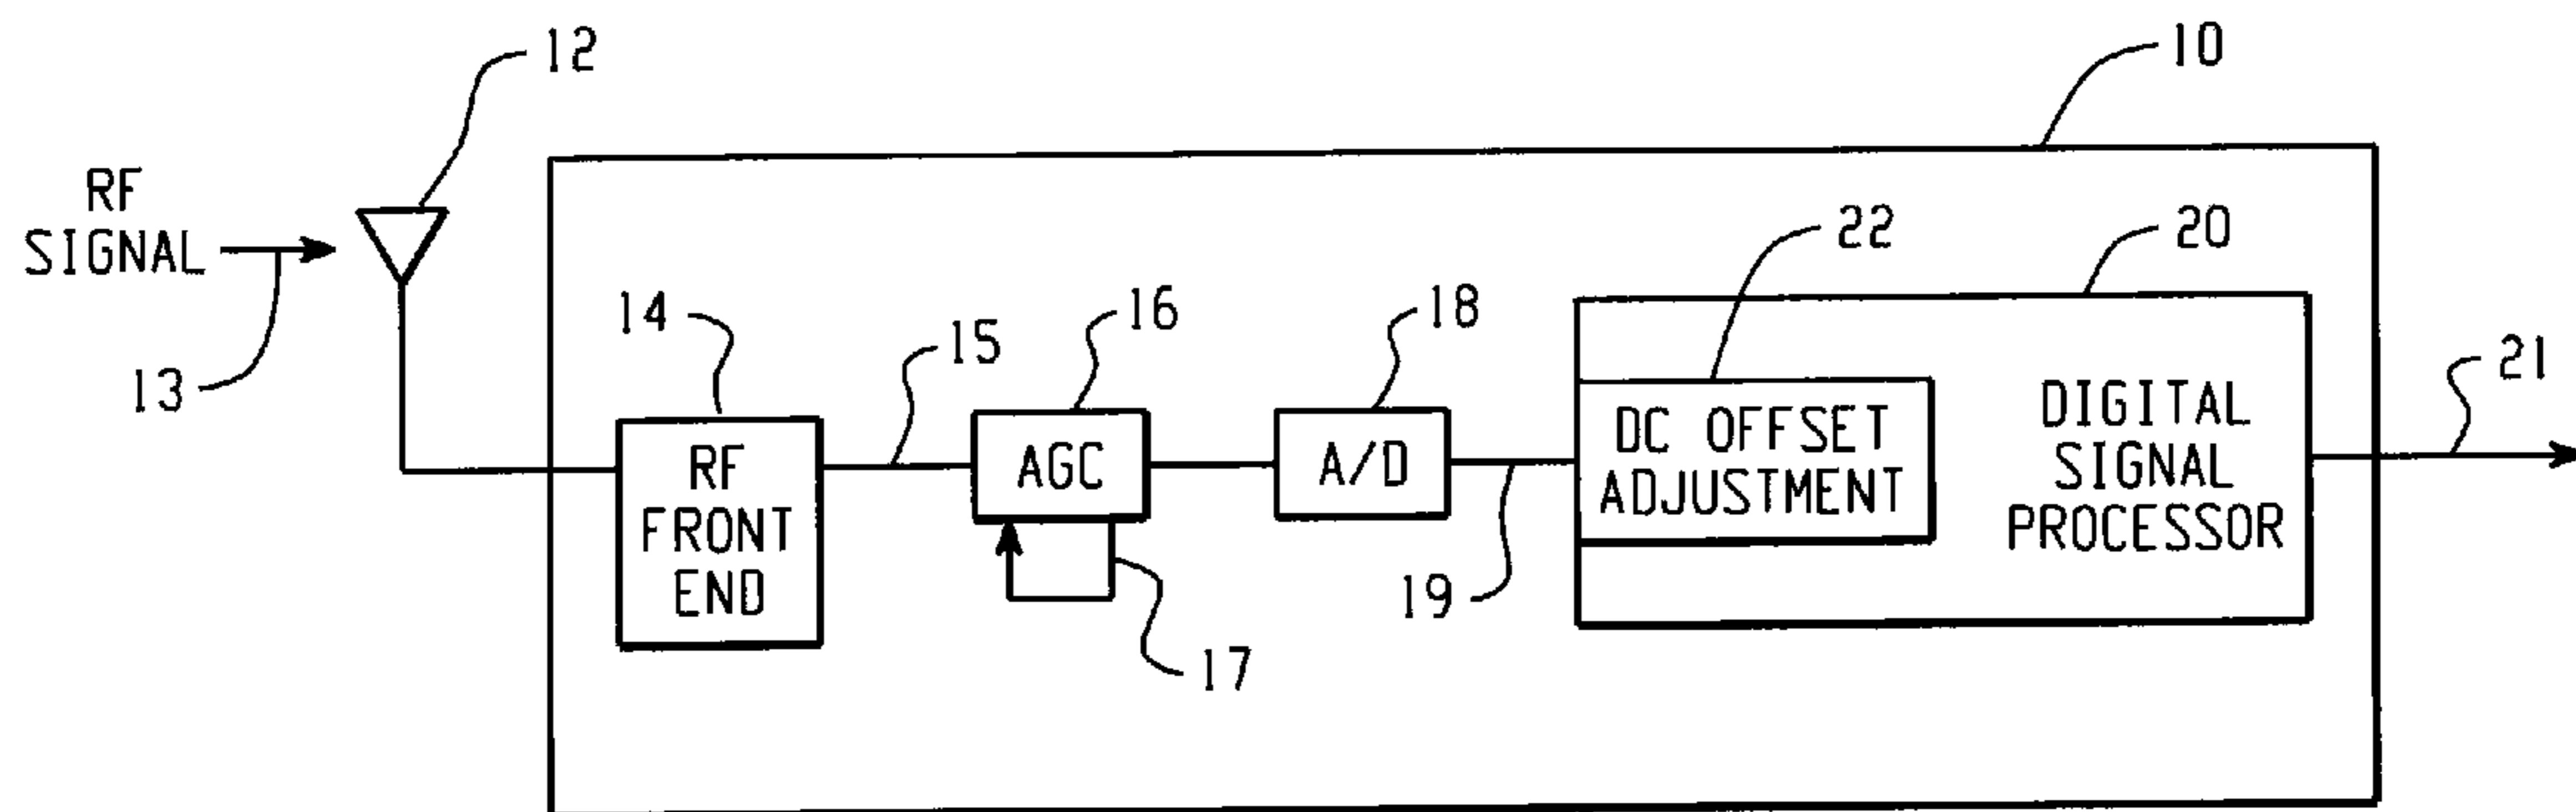 12
10
RF
SIGNAL
13
22
20
14
15
16
18
21
RF
FRONT
END
AGC
A/D
DC OFFSET
ADJUSTMENT
DIGITAL
SIGNAL
PROCESSOR
17
19